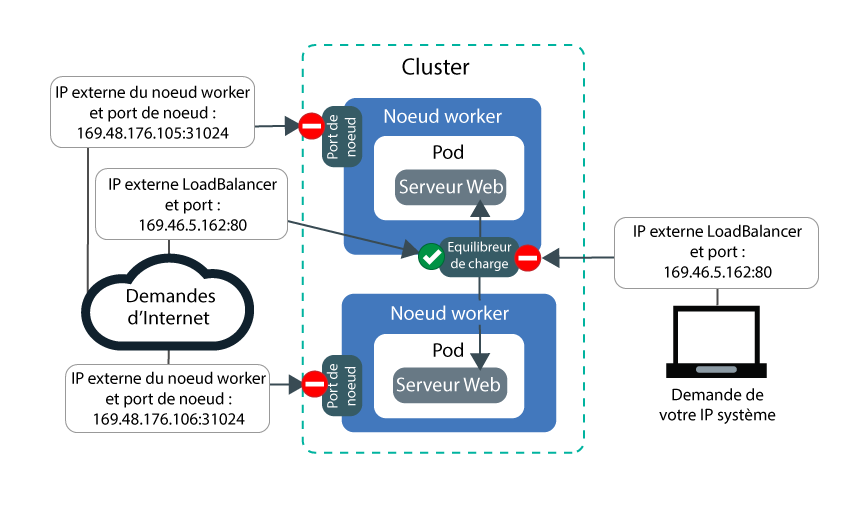 Cluster
IP externe du noeud worker
et port de noeud :
169.48.176.105:31024
Port de
noeud
Noeud worker
Pod
Serveur Web
IP externe LoadBalancer
et port :
169.46.5.162:80
Equilibreur
de charge
IP externe LoadBalancer
et port :
169.46.5.162:80
Demandes
d’Internet
Noeud worker
Pod
Serveur Web
Port de
noeud
IP externe du noeud worker
et port de noeud :
169.48.176.106:31024
Demande de
votre IP système